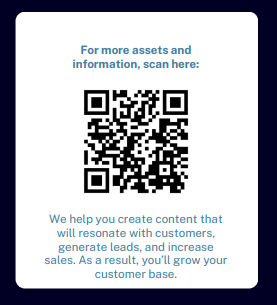 For more assets and
information, scan here:
We help you create content that
will resonate with customers,
generate leads, and increase
sales. As a result, you'll grow your
customer base.